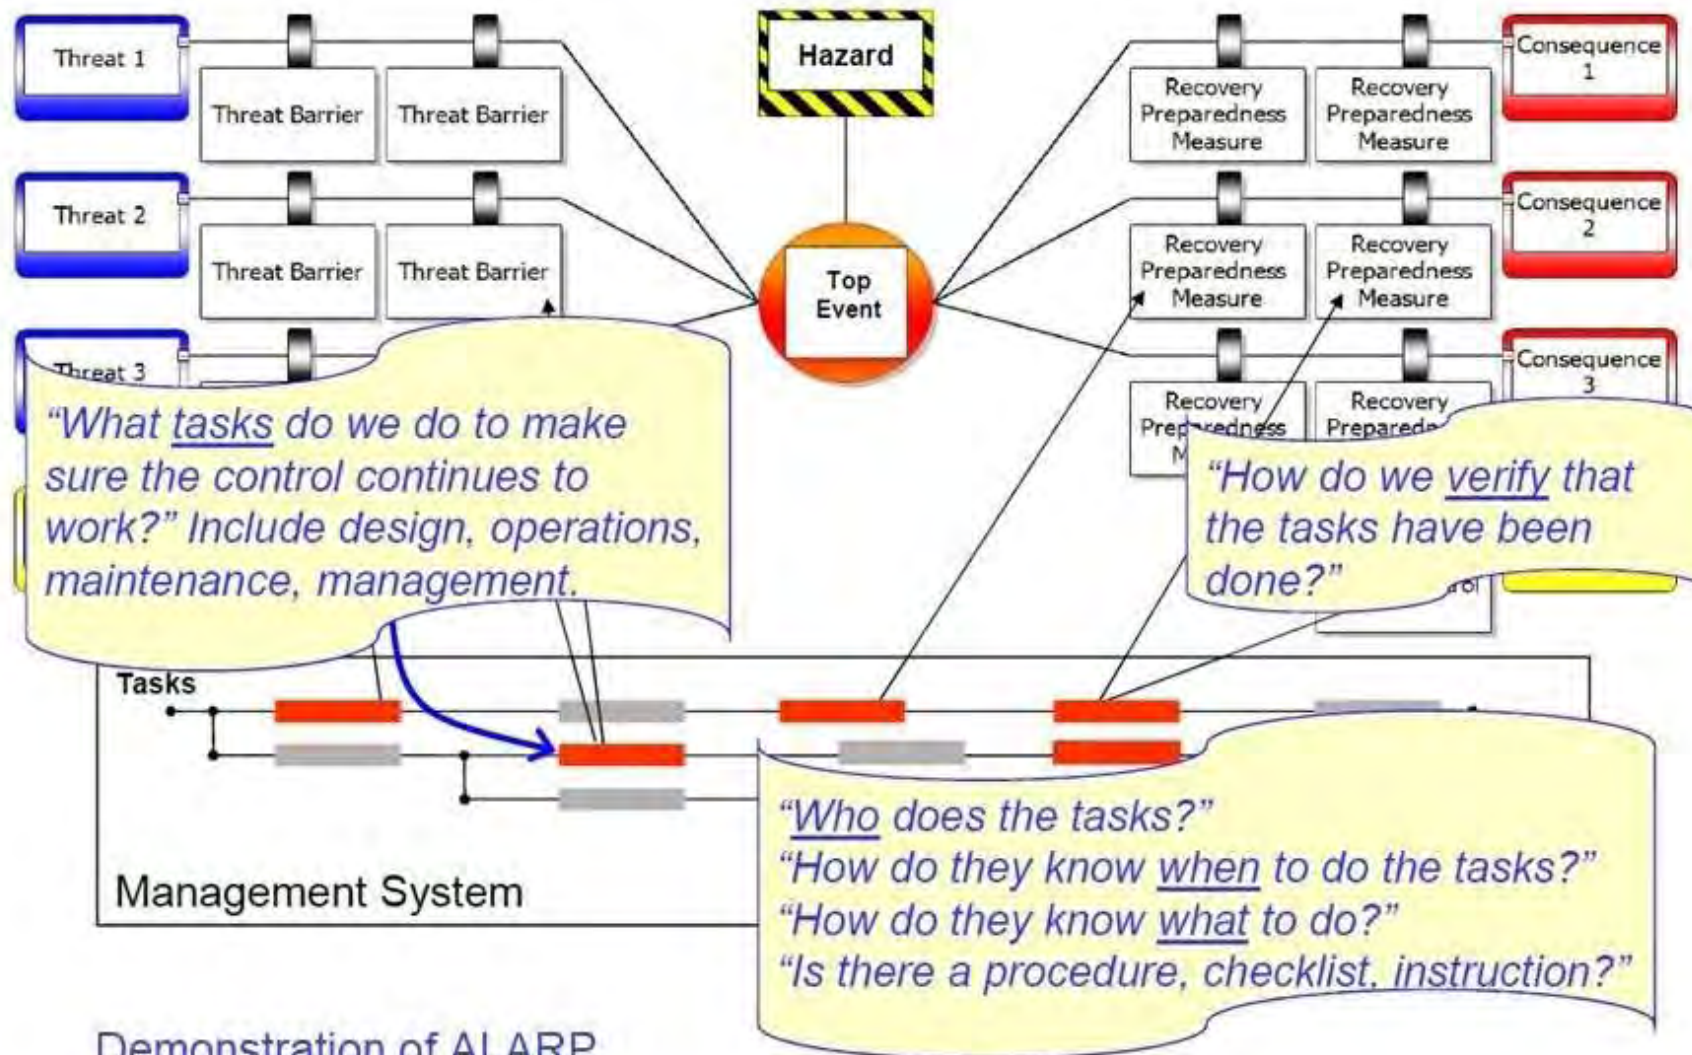 Threat 1
Threat Barrier
Threat Barrier
Hazard
Recovery
Preparedness
Measure
Recovery
Preparedness
Measure
Consequence
1
Threat 2
Threat Barrier
Threat Barrier
Top
Event
Recovery
Preparedness
Measure
Recovery
Preparedness
Measure
Consequence
2
Threat 3
Recovery
Preparedness
Recovery
Consequence
3
“What tasks do we do to make
sure the control continues to
work?” Include design, operations,
maintenance, management.
“How do we verify that
the tasks have been
done?”
Tasks
Management System
“Who does the tasks?”
“How do they know when to do the tasks?”
“How do they know what to do?”
“Is there a procedure, checklist, instruction?”
Demonstration of ALARP